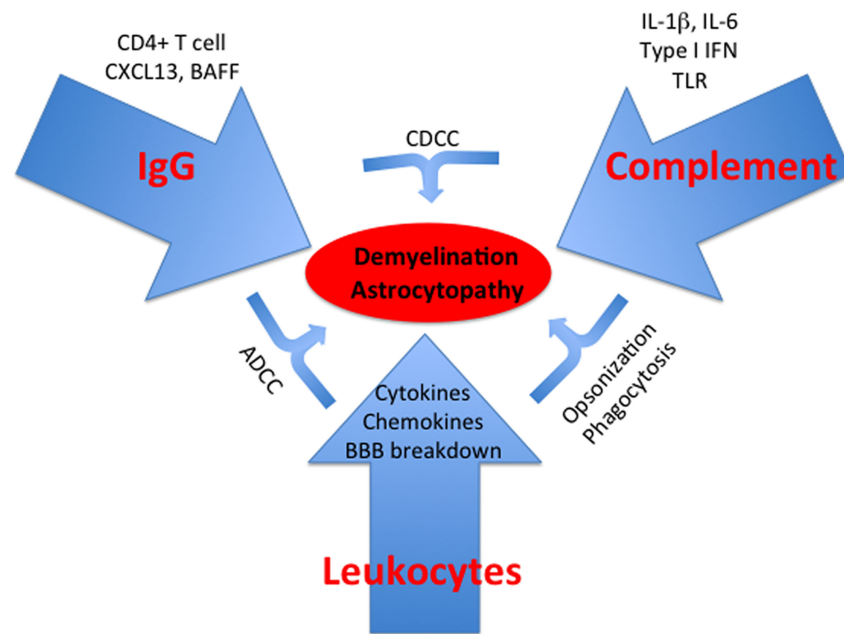 CD4+ T cell
CXCL13, BAFF
IL-1β, IL-6
Type I IFN
TLR
IgG
CDCC
Complement
Demyelination
Astrocytopathy
ADCC
Opsonization
Phagocytosis
Cytokines
Chemokines
BBB breakdown
Leukocytes